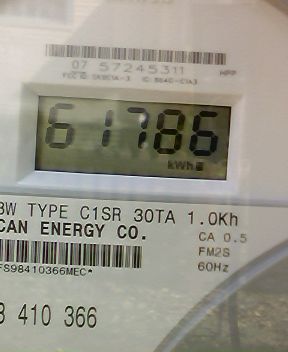 07 57245311
61786
kWh
3W TYPE C1SR 30TA 1.0Kh
CAN ENERGY CO.
CA 0.5
FM2S
60Hz
FS98410366MEC*
410 366